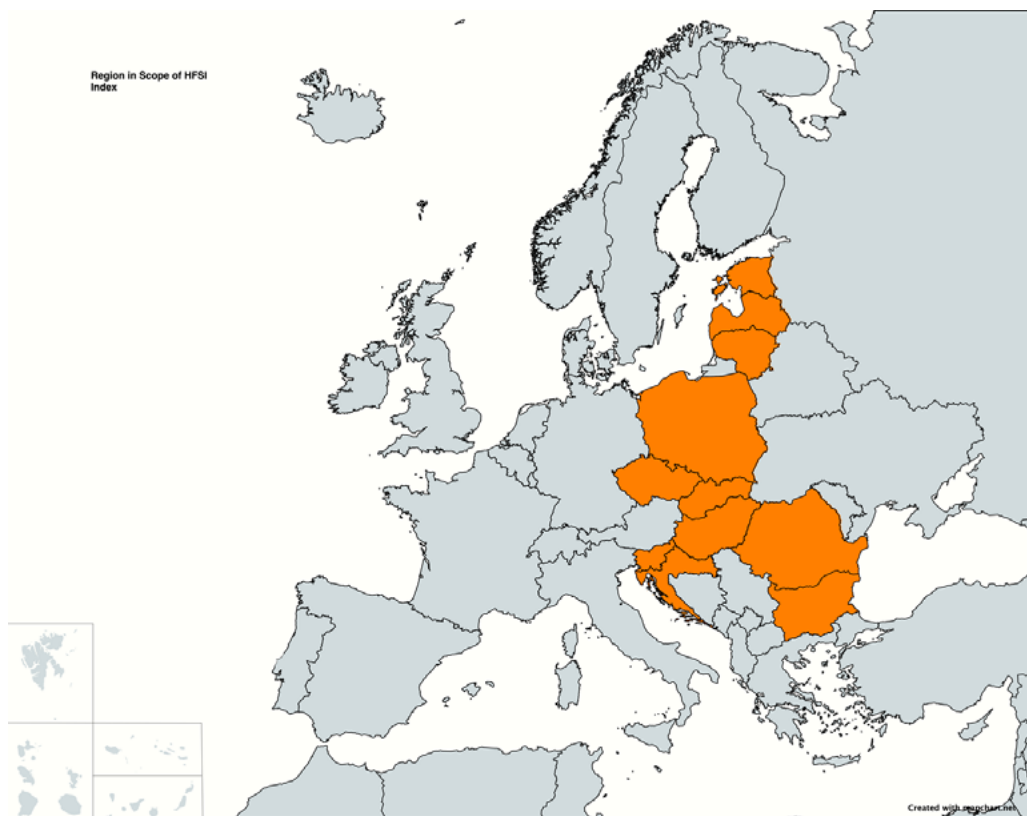 Region in Scope of HFSI
Index
Created with mapchart.net